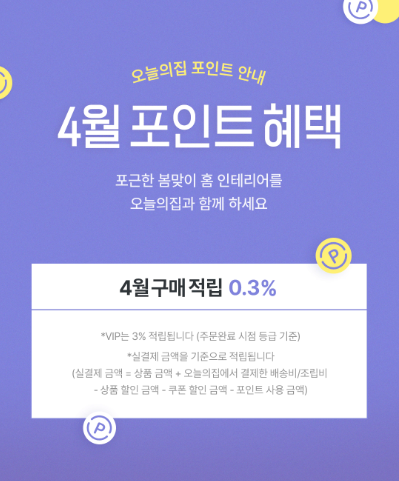 오늘의집 포인트 안내
4월 포인트 혜택
포근한 봄맞이 홈 인테리어를
오늘의집과 함께 하세요
4월 구매 적립 0.3%
*VIP는 3% 적립됩니다 (주문완료 시점 등급 기준)
*실결제 금액을 기준으로 적립됩니다
(실결제 금액 = 상품 금액 + 오늘의집에서 결제한 배송비/조립비
- 상품 할인 금액 - 쿠폰 할인 금액 - 포인트 사용 금액)